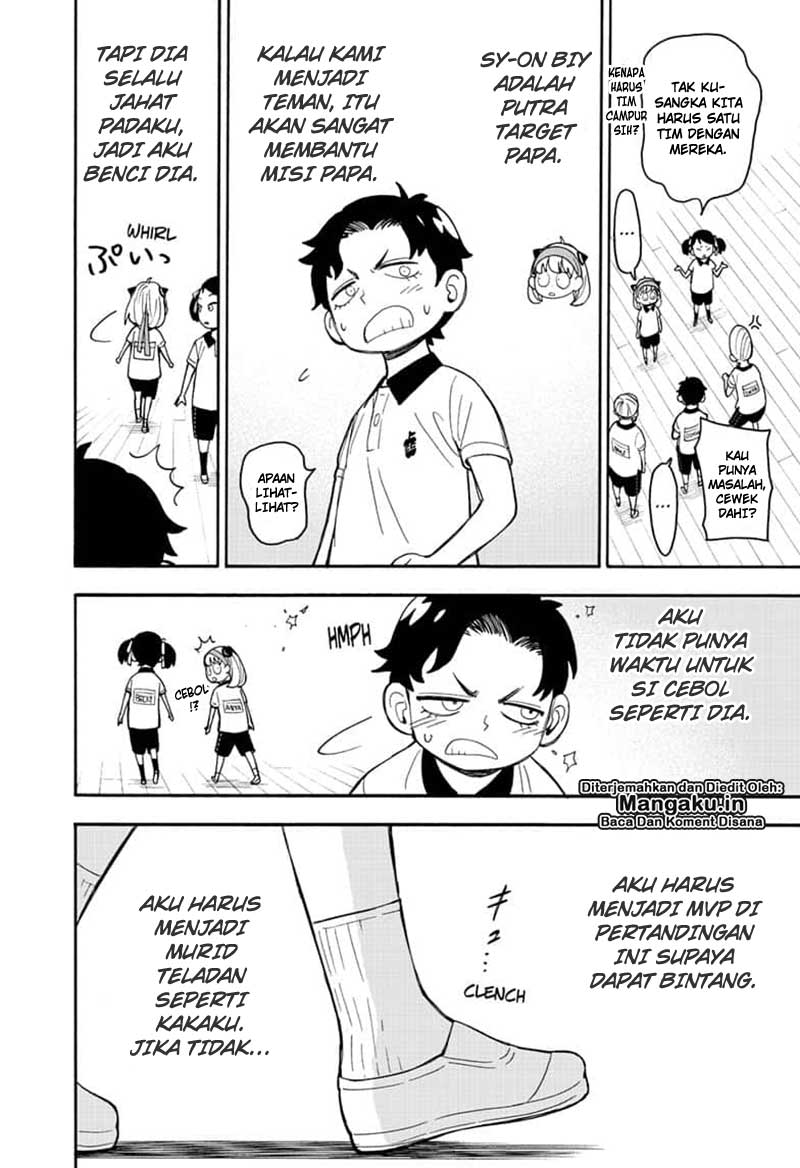 TAK KU-
SANGKA KITA
HARUS SATU
TIM DENGAN
MEREKA.
KENAPA
HARUS
TIM
CAMPUR
SIH?
...
KAU
PUNYA
MASALAH,
CEWEK
DAHI?
...
SY-ON BIY
ADALAH
PUTRA
TARGET
PAPA.
KALAU KAMI
MENJADI
TEMAN, ITU
AKAN SANGAT
MEMBANTU
MISI PAPA.
APAAN
LIHAT-
LIHAT?
TAPI DIA
SELALU
JAHAT
PADAKU,
JADI AKU
BENCI DIA.
WHIRL
ぷいっ
AKU
TIDAK PUNYA
WAKTU UNTUK
SI CEBOL
SEPERTI DIA.
HMPH
CEBOL
!?
ANYA
Diterjemahkan dan Diedit Oleh:
Mangaku.in
Baca Dan Koment Disana
AKU HARUS
MENJADI MVP DI
PERTANDINGAN
INI SUPAYA
DAPAT BINTANG.
ギュ...
CLENCH
AKU HARUS
MENJADI
MURID
TELADAN
SEPERTI
KAKAKU.
JIKA TIDAK...